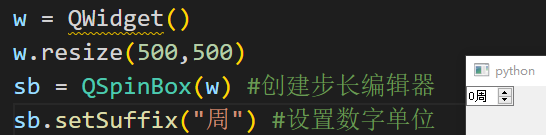 w = QWidget()
w.resize(500,500)
sb = QSpinBox(w) #创建步长编辑器
sb.setSuffix("周") #设置数字单位
python
0周